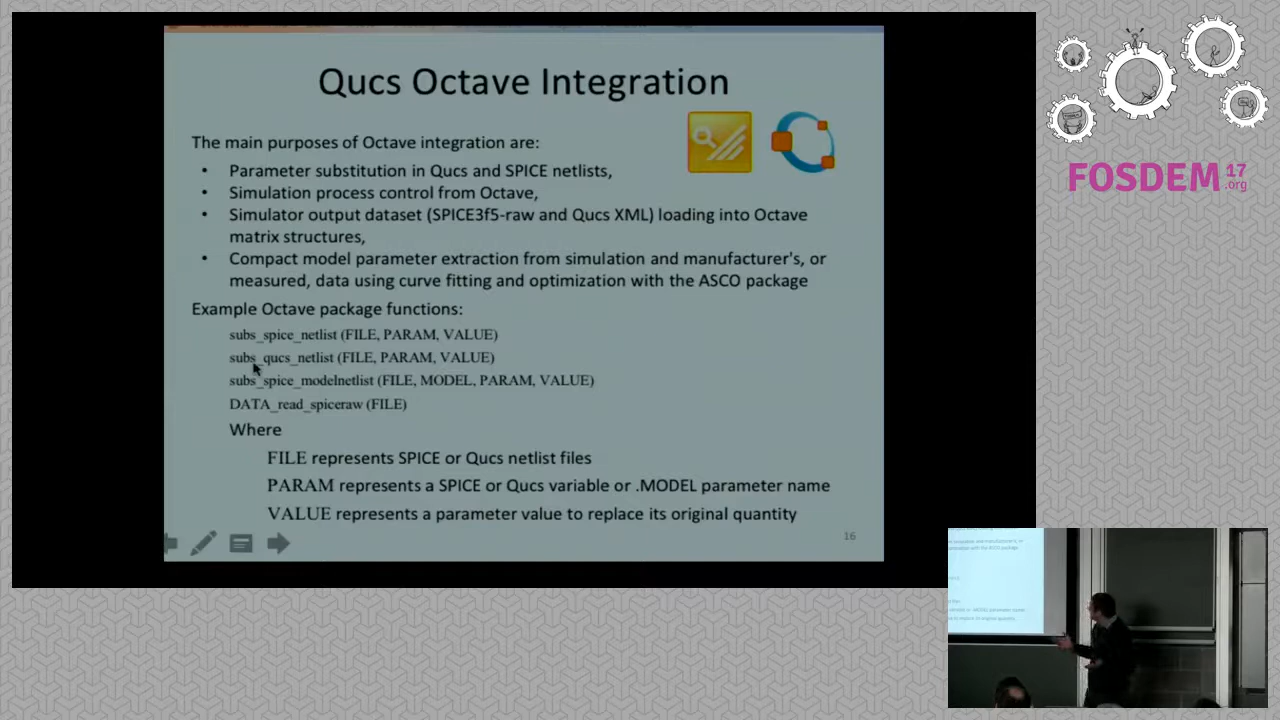 Qucs Octave Integration
The main purposes of Octave integration are:
• Parameter substitution in Qucs and SPICE netlists,
• Simulation process control from Octave,
• Simulator output dataset (SPICE3f5-raw and Qucs XML) loading into Octave
matrix structures,
• Compact model parameter extraction from simulation and manufacturer's, or
measured, data using curve fitting and optimization with the ASCO package
Example Octave package functions:
subs_spice_netlist (FILE, PARAM, VALUE)
subs_qucs_netlist (FILE, PARAM, VALUE)
subs_spice_modelnetlist (FILE, MODEL, PARAM, VALUE)
DATA_read_spiceraw (FILE)
Where
FILE represents SPICE or Qucs netlist files
PARAM represents a SPICE or Qucs variable or .MODEL parameter name
VALUE represents a parameter value to replace its original quantity
16
FOSDEM 17
.org